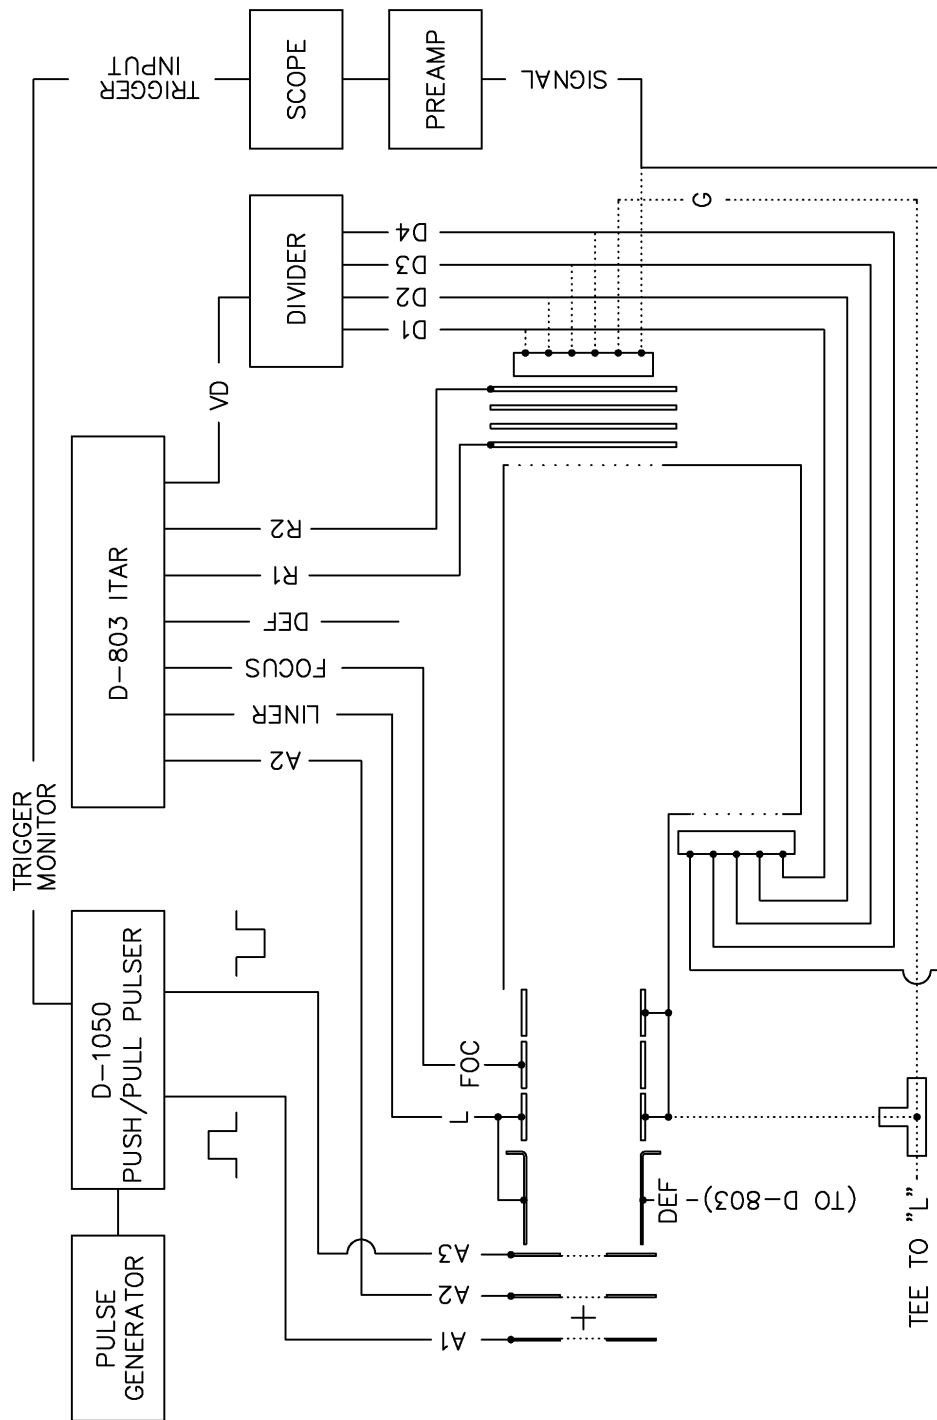 TRIGGER
INPUT
SCOPE
PREAMP
SIGNAL
DIVIDER
G
D4
D3
D2
D1
VD
D-803 ITAR
R2
R1
DEF
FOCUS
LINER
A2
TRIGGER
MONITOR
D-1050
PUSH/PULL PULSER
PULSE
GENERATOR
FOC
L
DEF
(TO D-803)
A3
A2
A1
TEE TO "L"